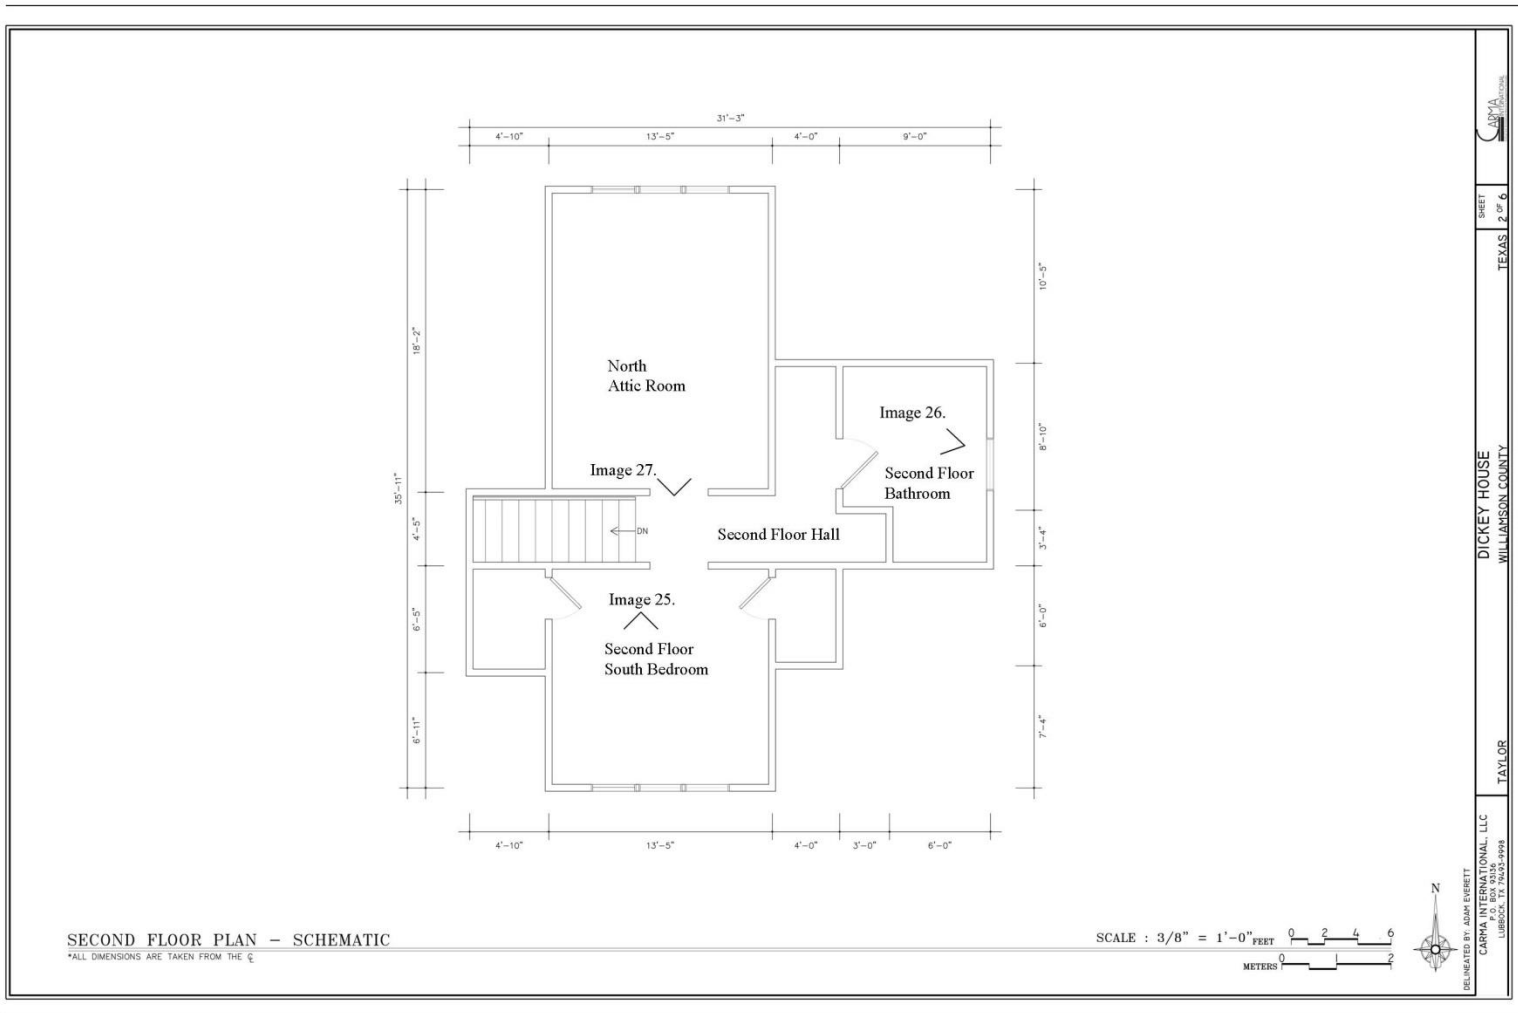 31'-3"
4'-10"
13'-5"
4'-0"
9'-0"
18'-2"
35'-11"
4'-5"
6'-5"
6'-11"
10'-5"
8'-10"
3'-4"
6'-0"
7'-4"
North
Attic Room
Image 26.
Image 27.
Second Floor
Bathroom
DN
Second Floor Hall
Image 25.
Second Floor
South Bedroom
4'-10"
13'-5"
4'-0"
3'-0"
6'-0"
SECOND FLOOR PLAN - SCHEMATIC
*ALL DIMENSIONS ARE TAKEN FROM THE ℄
SCALE : 3/8" = 1'-0"
FEET
0 2 4 6
METERS
0 1 2
N
CARMA
INTERNATIONAL
SHEET
2 OF 6
TEXAS
DICKEY HOUSE
WILLIAMSON COUNTY
TAYLOR
DELINEATED BY: ADAM EVERETT
CARMA INTERNATIONAL, LLC
P.O. BOX 93136
LUBBOCK, TX 79493-9998